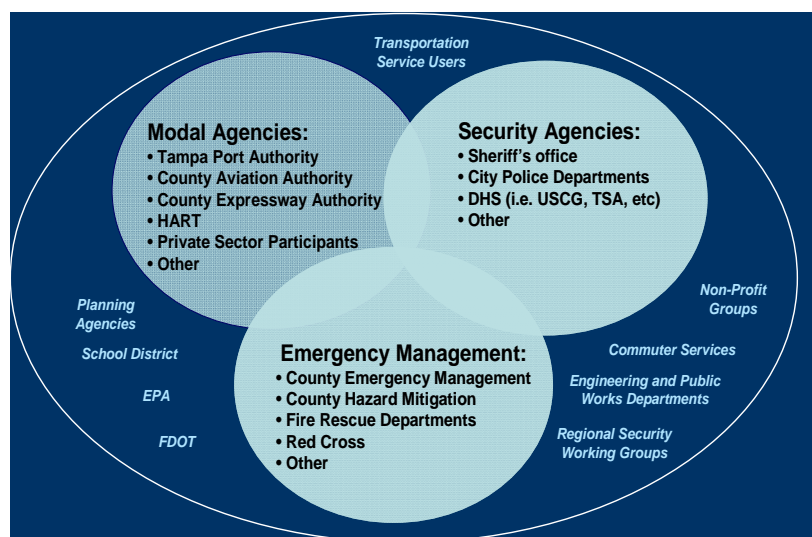 Transportation
Service Users
Modal Agencies:
• Tampa Port Authority
• County Aviation Authority
• County Expressway Authority
• HART
• Private Sector Participants
• Other
Security Agencies:
• Sheriff's office
• City Police Departments
• DHS (i.e. USCG, TSA, etc)
• Other
Planning
Agencies
School District
EPA
FDOT
Emergency Management:
• County Emergency Management
• County Hazard Mitigation
• Fire Rescue Departments
• Red Cross
• Other
Non-Profit
Groups
Commuter Services
Engineering and Public
Works Departments
Regional Security
Working Groups